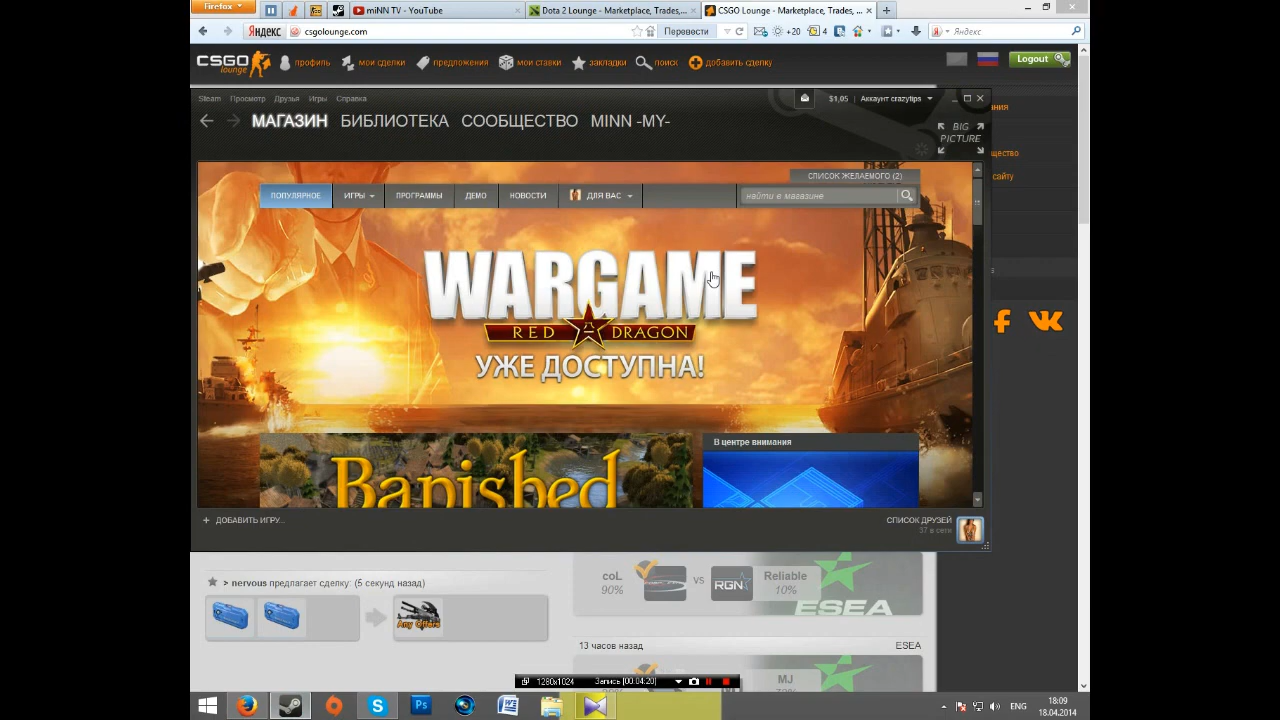 Firefox
miNN TV - YouTube
Dota 2 Lounge - Marketplace, Trades,...
CSGO Lounge - Marketplace, Trades, ...
Яндекс
csgolounge.com
Перевести
+20
4
Яндекс
CSGO
lounge
профиль
мои сделки
предложения
мои ставки
закладки
поиск
добавить сделку
Logout
Steam Просмотр Друзья Игры Справка
$1,05
Аккаунт crazytips
МАГАЗИН БИБЛИОТЕКА СООБЩЕСТВО MINN -MY-
BIG
PICTURE
СПИСОК ЖЕЛАЕМОГО (2)
ПОПУЛЯРНОЕ
ИГРЫ
ПРОГРАММЫ
ДЕМО
НОВОСТИ
ДЛЯ ВАС
найти в магазине
WARGAME
RED DRAGON
УЖЕ ДОСТУПНА!
Banished
В центре внимания
+ ДОБАВИТЬ ИГРУ...
СПИСОК ДРУЗЕЙ
37 в сети
> nervous предлагает сделку: (5 секунд назад)
Any Offers
coL
90%
vs
RGN
Reliable
10%
ESEA
13 часов назад
ESEA
MJ
1280x1024
Запись [00:04:20]
ENG
18:09
18.04.2014